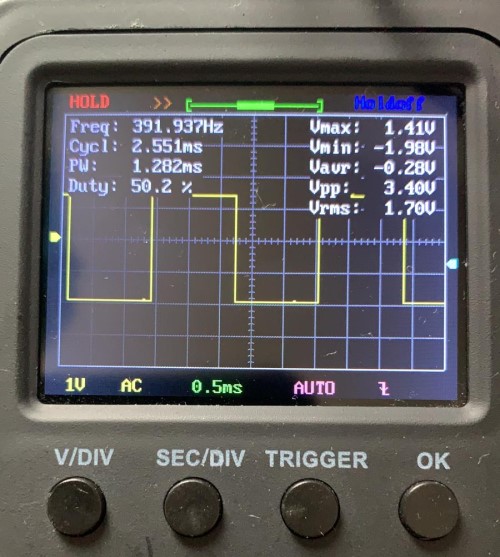 HOLD >> Holdoff
Freq: 391.937Hz Vmax: 1.41V
Cycl: 2.551ms Vmin: -1.98V
PW: 1.282ms Vavr: -0.28V
Duty: 50.2 % Vpp: 3.40V
Vrms: 1.70V
1V AC 0.5ms AUTO
V/DIV SEC/DIV TRIGGER OK